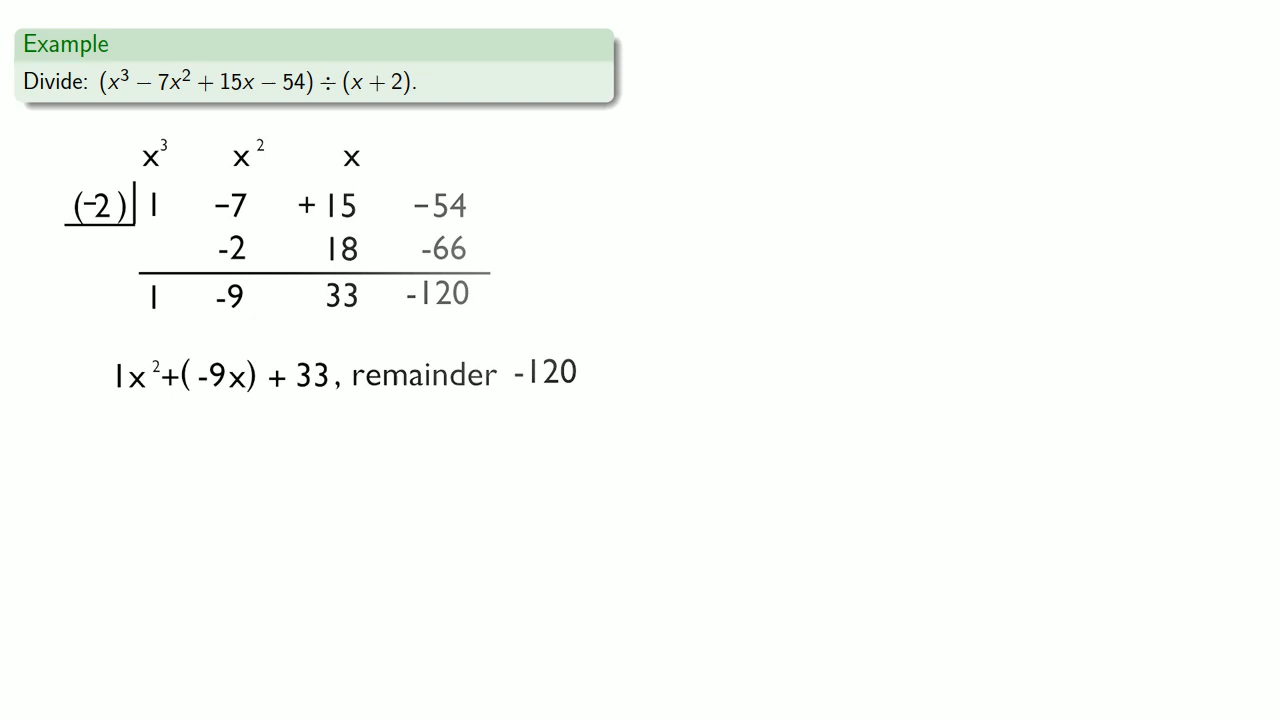 Example
Divide: (x³ − 7x² + 15x − 54) ÷ (x + 2).
x³ x² x
(−2) 1 −7 + 15 −54
-2 18 -66
1 -9 33 -120
1x²+( -9x) + 33, remainder -120